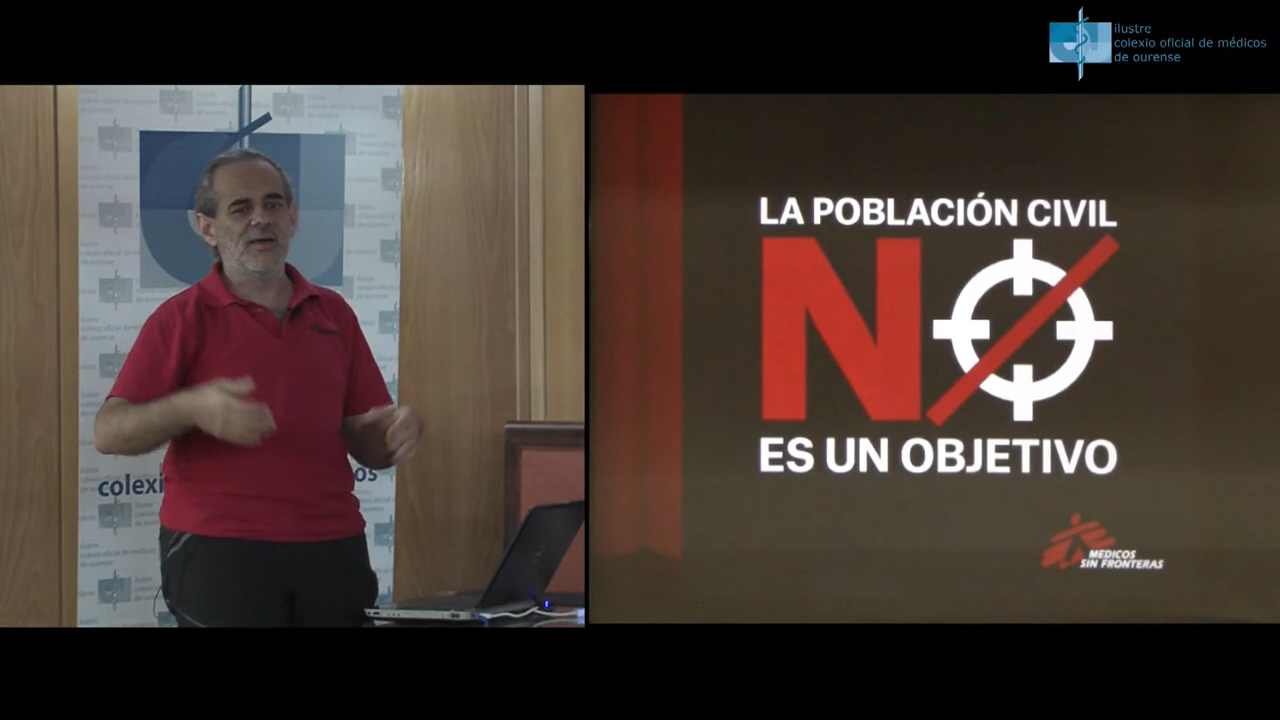 ilustre
colexio oficial de médicos
de ourense
LA POBLACIÓN CIVIL
NO
ES UN OBJETIVO
MEDICOS
SIN FRONTERAS
colexi
os